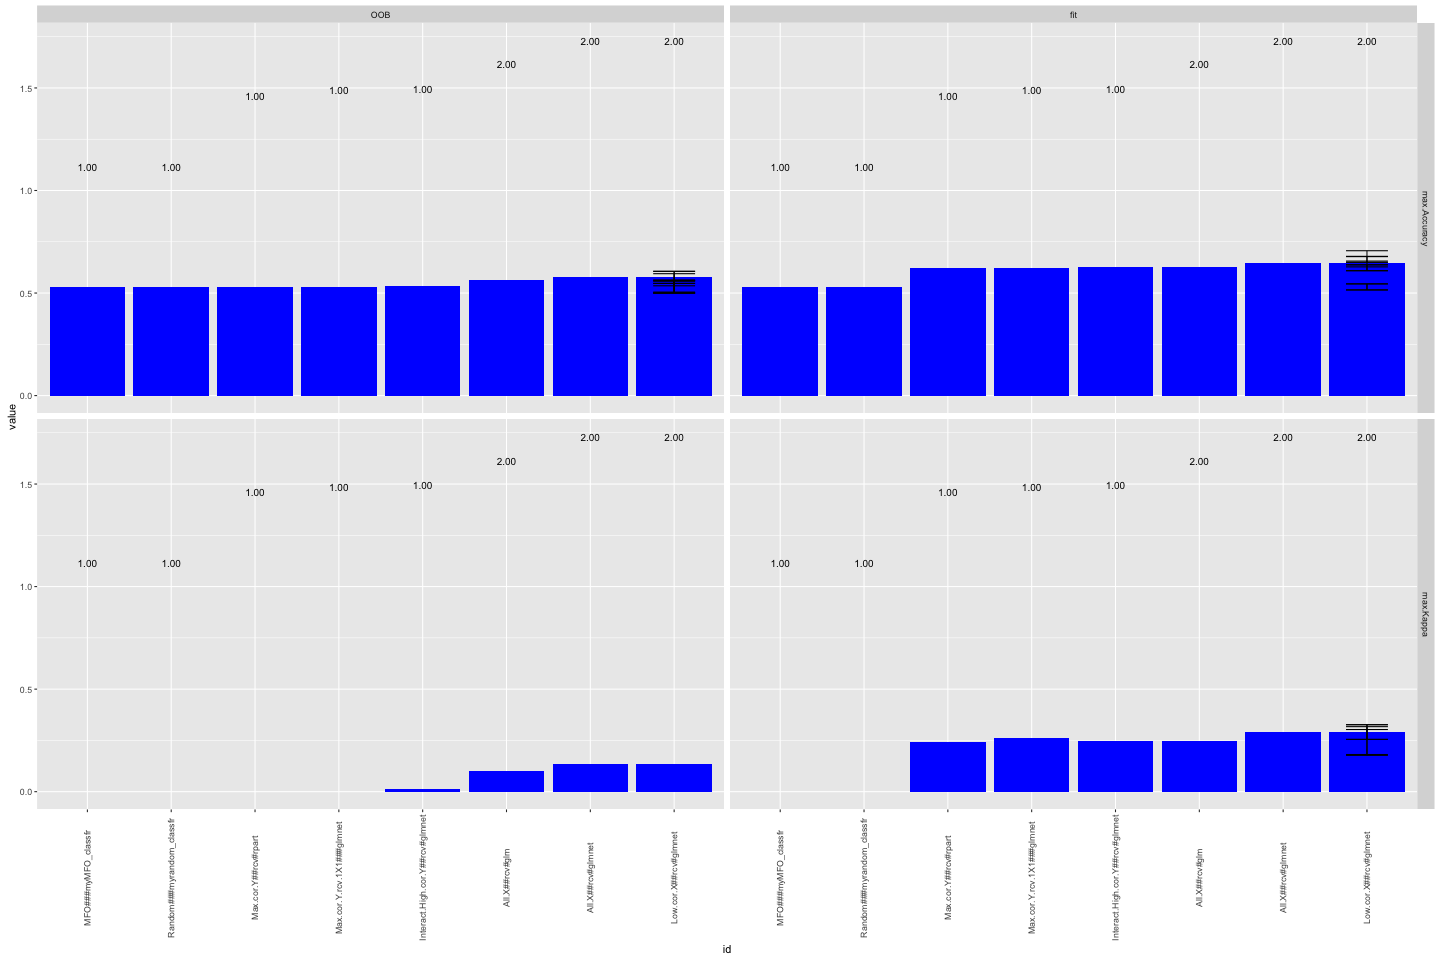 OOB
fit
2.00 2.00 2.00 2.00
2.00 2.00
1.00 1.00 1.00 1.00 1.00 1.00
1.00 1.00 1.00 1.00
1.5
1.0
0.5
0.0
max.Accuracy
value
2.00 2.00 2.00 2.00
2.00 2.00
1.00 1.00 1.00 1.00 1.00 1.00
1.00 1.00 1.00 1.00
1.5
1.0
0.5
0.0
max.Kappa
MFO###myMFO_classfr
Random###myrandom_classfr
Max.cor.Y##rcv#rpart
Max.cor.Y.rcv.1X1###glmnet
Interact.High.cor.Y##rcv#glmnet
All.X##rcv#glm
All.X##rcv#glmnet
Low.cor.X##rcv#glmnet
MFO###myMFO_classfr
Random###myrandom_classfr
Max.cor.Y##rcv#rpart
Max.cor.Y.rcv.1X1###glmnet
Interact.High.cor.Y##rcv#glmnet
All.X##rcv#glm
All.X##rcv#glmnet
Low.cor.X##rcv#glmnet
id